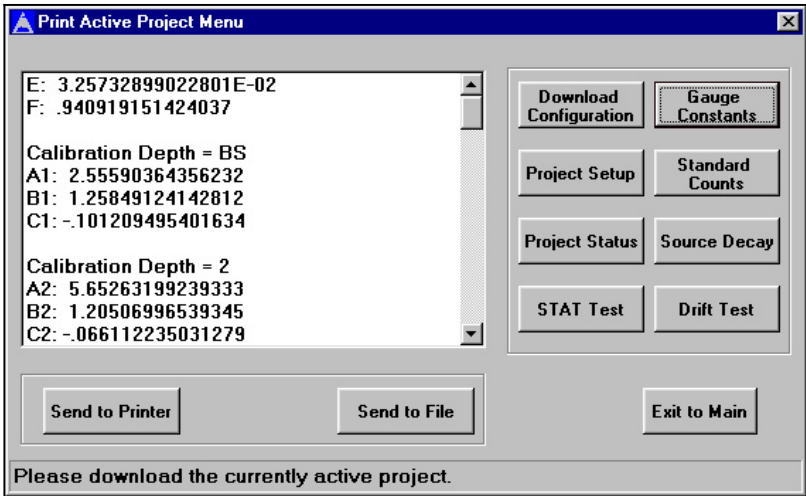 Print Active Project Menu
E: 3.25732899022801E-02
F: .940919151424037
Calibration Depth = BS
A1: 2.55590364356232
B1: 1.25849124142812
C1: -.101209495401634
Calibration Depth = 2
A2: 5.65263199239333
B2: 1.20506996539345
C2: -.066112235031279
Download
Configuration
Gauge
Constants
Project Setup
Standard
Counts
Project Status
Source Decay
STAT Test
Drift Test
Send to Printer
Send to File
Exit to Main
Please download the currently active project.